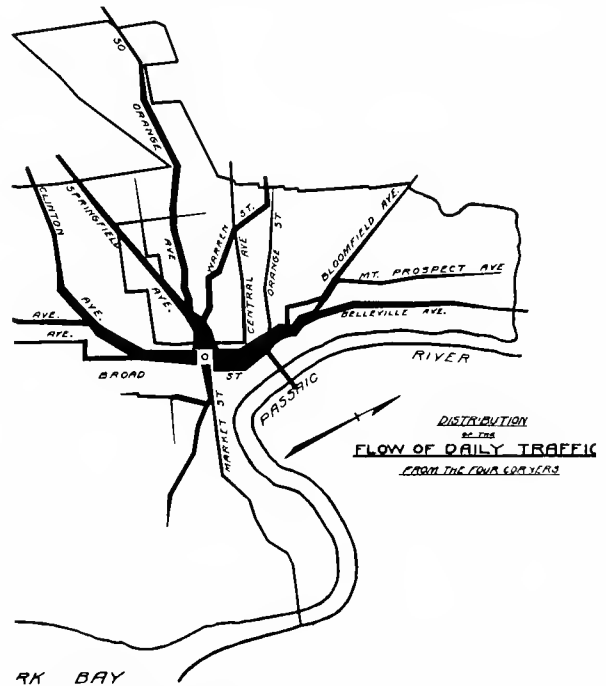 SO
ORANGE
AVE
CLINTON
AVE.
SPRINGFIELD
AVE.
WARREN ST.
CENTRAL AVE
ORANGE ST
BLOOMFIELD AVE.
MT. PROSPECT AVE
BELLEVILLE AVE.
AVE.
AVE.
BROAD ST
MARKET ST
PASSAIC
RIVER
DISTRIBUTION
OF THE
FLOW OF DAILY TRAFFIC
FROM THE FOUR CORNERS
RK BAY